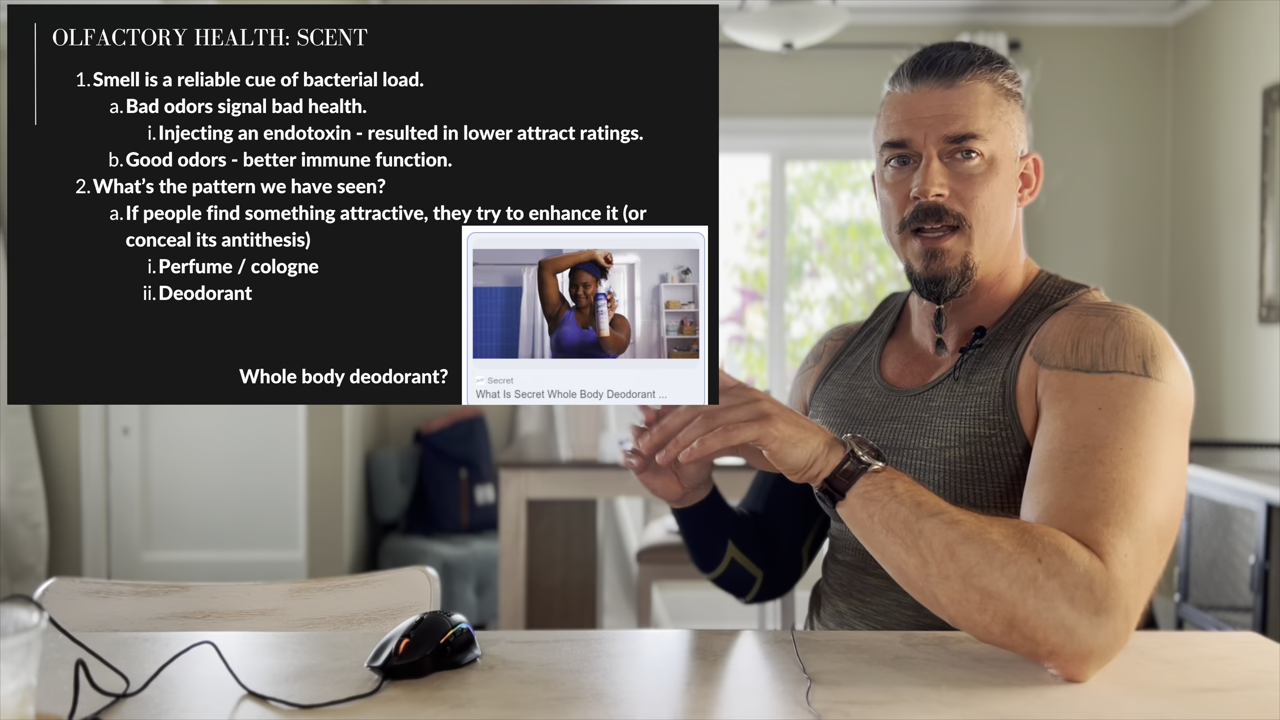 OLFACTORY HEALTH: SCENT
1. Smell is a reliable cue of bacterial load.
a. Bad odors signal bad health.
i. Injecting an endotoxin - resulted in lower attract ratings.
b. Good odors - better immune function.
2. What's the pattern we have seen?
a. If people find something attractive, they try to enhance it (or
conceal its antithesis)
i. Perfume / cologne
ii. Deodorant
Whole body deodorant?
Secret
What Is Secret Whole Body Deodorant ...